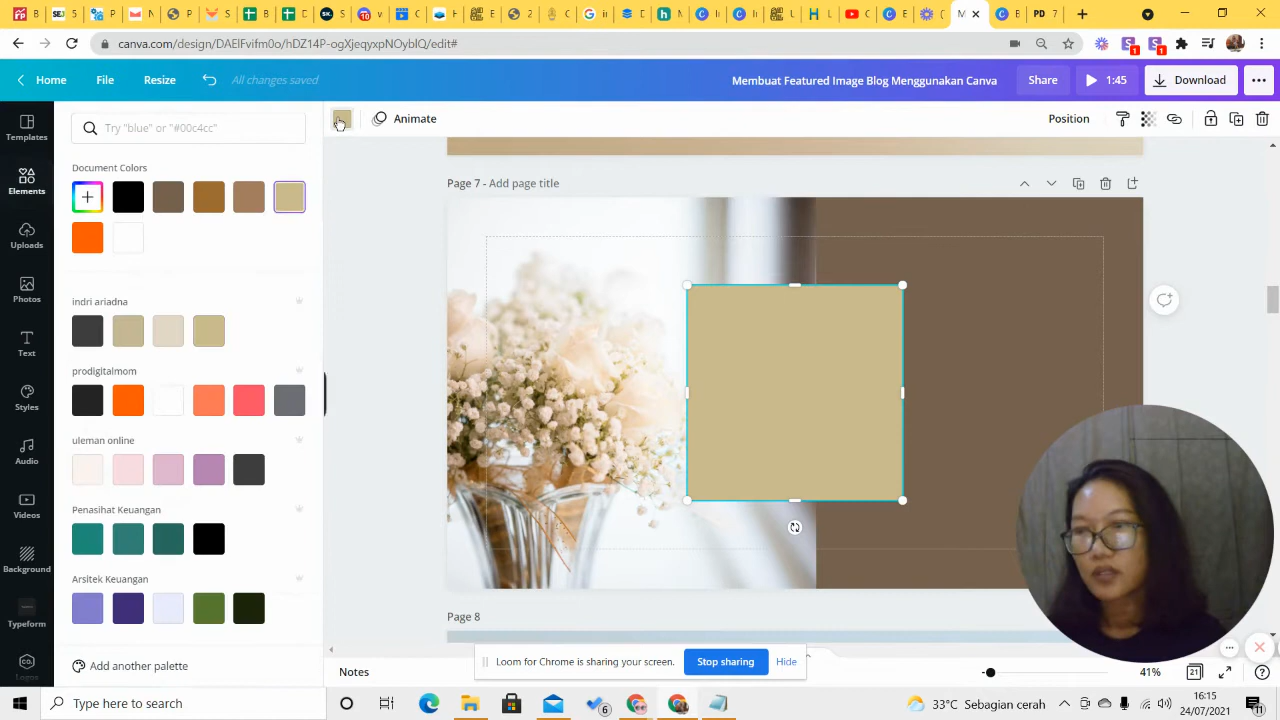 canva.com/design/DAElFvifm0o/hDZ14P-ogXjeqyxpNOyblQ/edit#
Home
File
Resize
All changes saved
Membuat Featured Image Blog Menggunakan Canva
Share
1:45
Download
Templates
Elements
Uploads
Photos
Text
Styles
Audio
Videos
Background
Typeform
Logos
Try "blue" or "#00c4cc"
Document Colors
indri ariadna
prodigitalmom
uleman online
Penasihat Keuangan
Arsitek Keuangan
Add another palette
Animate
Position
Page 7 - Add page title
Page 8
Loom for Chrome is sharing your screen.
Stop sharing
Hide
Notes
41%
21
Type here to search
6
33°C Sebagian cerah
16:15
24/07/2021
11